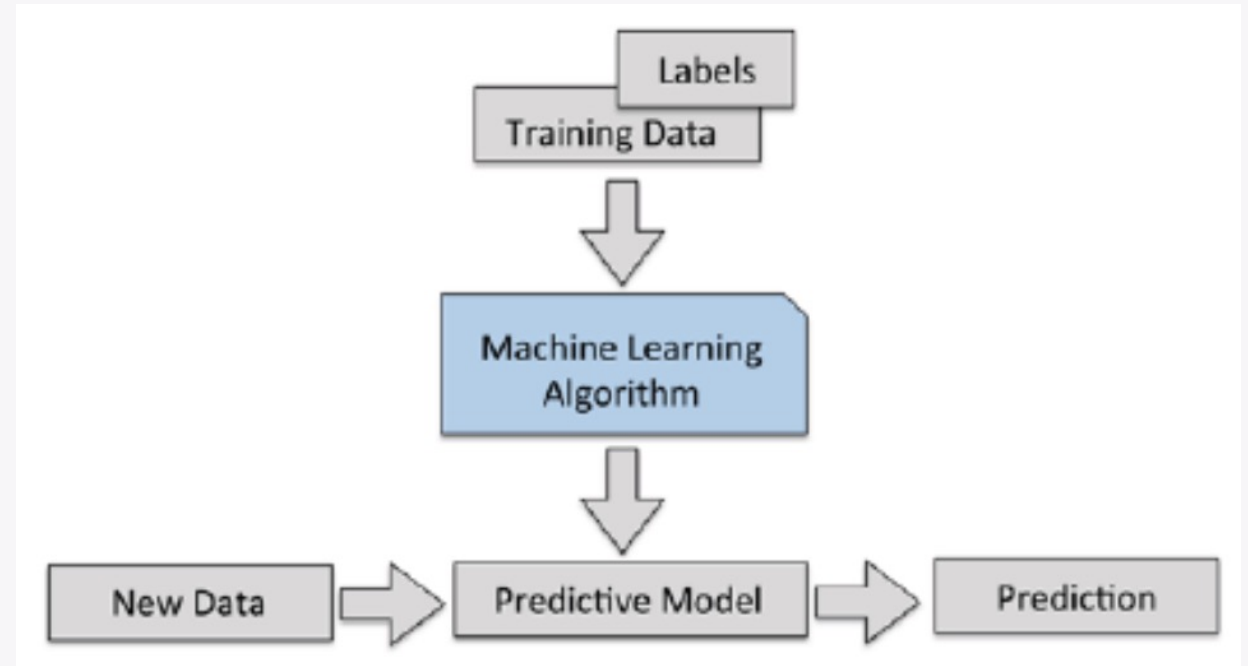 Labels
Training Data
Machine Learning
Algorithm
New Data
Predictive Model
Prediction